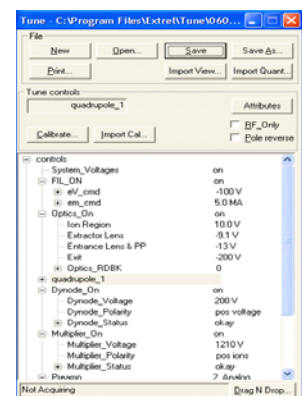 Tune - C:\Program Files\Extrel\Tune\060...
File
New Open... Save Save As...
Print... Import View... Import Quant...
Tune controls
quadrupole_1 Attributes
Calibrate... Import Cal... RF_Only
Pole reverse
controls
System_Voltages on
FIL_ON on
eV_cmd -100 V
em_cmd 5.0 MA
Optics_On on
Ion Region 10.0 V
Extractor Lens -9.1 V
Entrance Lens & PP -13 V
Exit -200 V
Optics_RDBK 0
quadrupole_1
Dynode_On on
Dynode_Voltage 200 V
Dynode_Polarity pos voltage
Dynode_Status okay
Multiplier_On on
Multiplier_Voltage 1210 V
Multiplier_Polarity pos ions
Multiplier_Status okay
Preamp 2 Analog
Not Acquiring Drag N Drop...